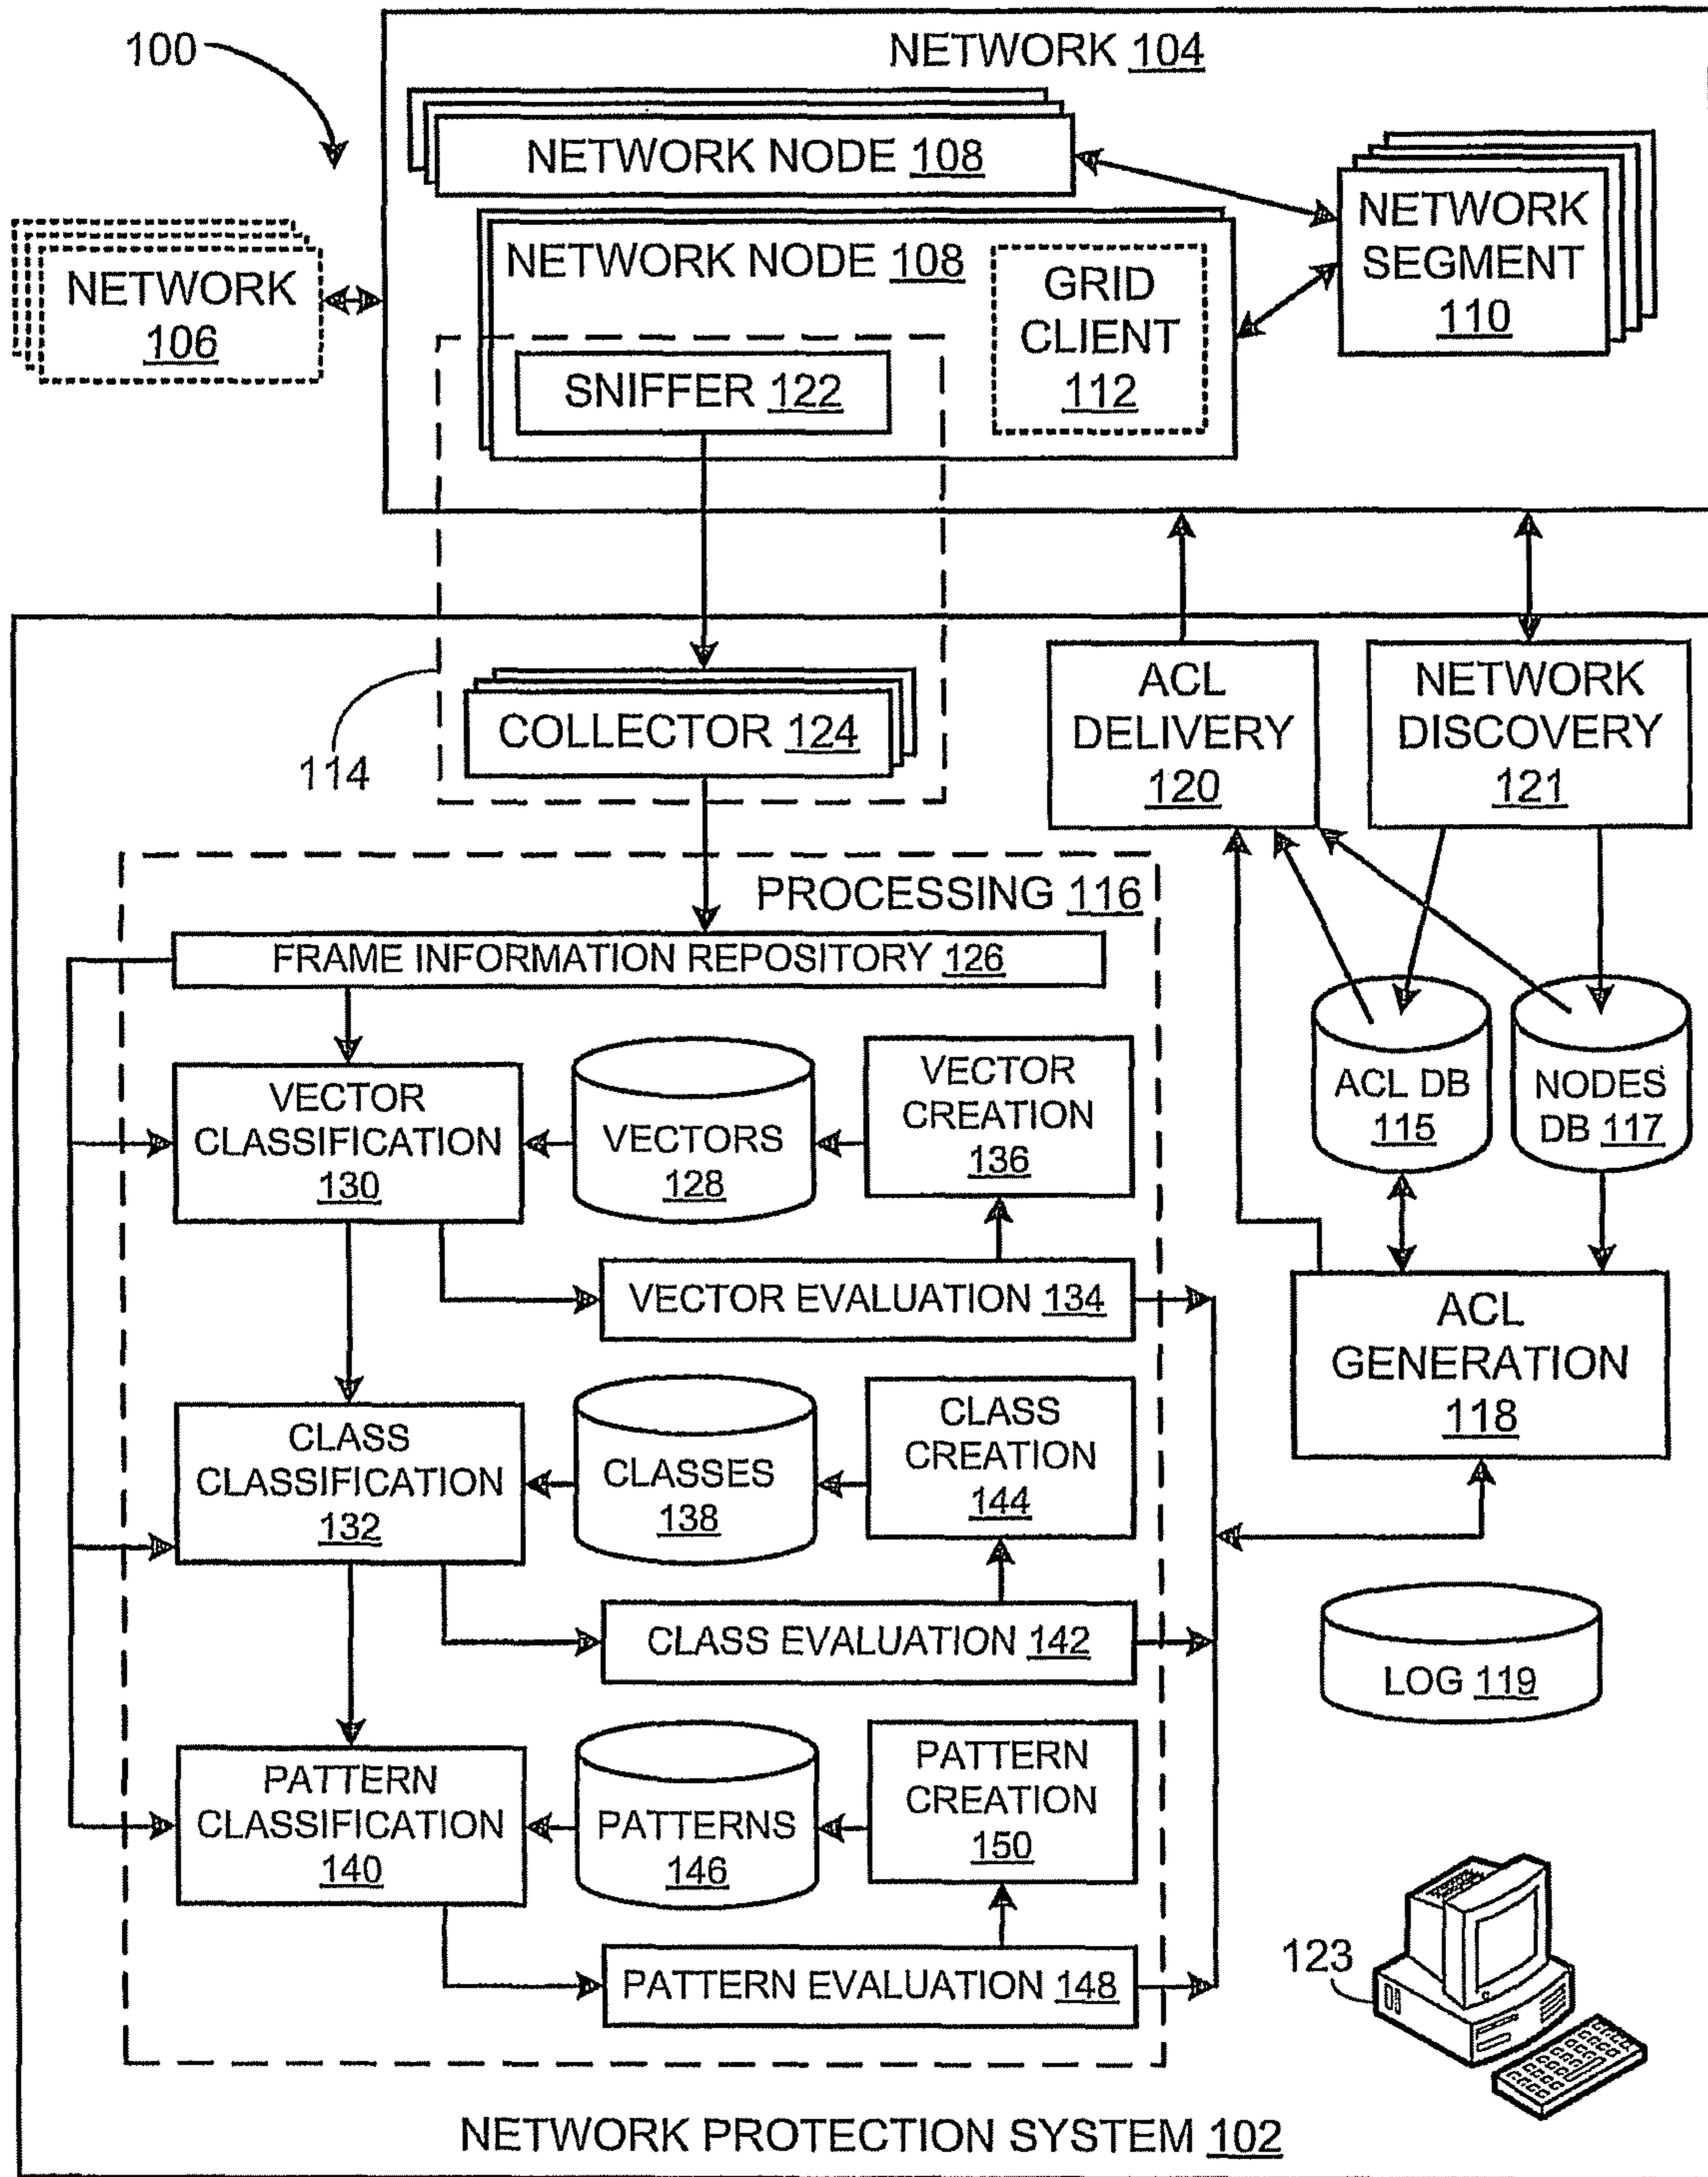 100
NETWORK 104
NETWORK NODE 108
NETWORK
SEGMENT
110
NETWORK NODE 108
GRID
CLIENT
112
NETWORK
106
SNIFFER 122
ACL
DELIVERY
120
NETWORK
DISCOVERY
121
COLLECTOR 124
114
PROCESSING 116
FRAME INFORMATION REPOSITORY 126
VECTOR
CLASSIFICATION
130
VECTORS
128
VECTOR
CREATION
136
ACL DB
115
NODES
DB 117
VECTOR EVALUATION 134
ACL
GENERATION
118
CLASS
CLASSIFICATION
132
CLASSES
138
CLASS
CREATION
144
CLASS EVALUATION 142
LOG 119
PATTERN
CLASSIFICATION
140
PATTERNS
146
PATTERN
CREATION
150
PATTERN EVALUATION 148
123
NETWORK PROTECTION SYSTEM 102